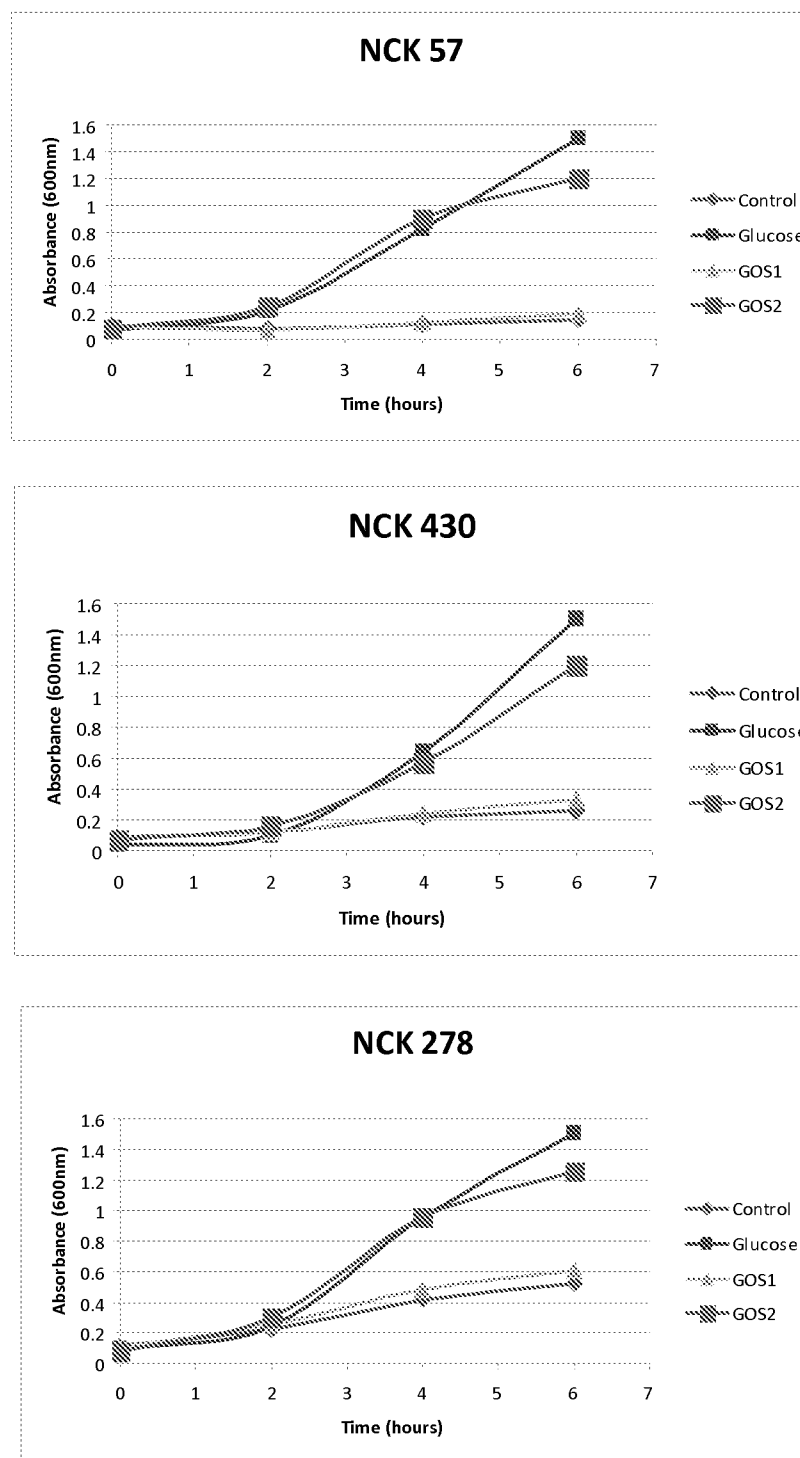 NCK 57
1.6
1.4
1.2
1
0.8
0.6
0.4
0.2
0
Absorbance (600nm)
0 1 2 3 4 5 6 7
Time (hours)
Control
Glucose
GOS1
GOS2
NCK 430
1.6
1.4
1.2
1
0.8
0.6
0.4
0.2
0
Absorbance (600nm)
0 1 2 3 4 5 6 7
Time (hours)
Control
Glucose
GOS1
GOS2
NCK 278
1.6
1.4
1.2
1
0.8
0.6
0.4
0.2
0
Absorbance (600nm)
0 1 2 3 4 5 6 7
Time (hours)
Control
Glucose
GOS1
GOS2